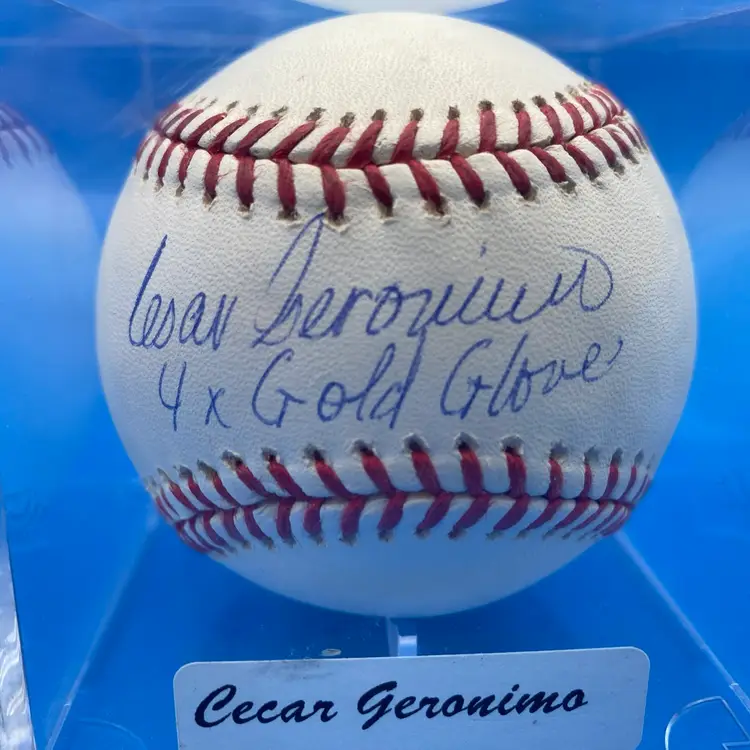 Cesar Geronimo
4 x Gold Glove
Cecar Geronimo